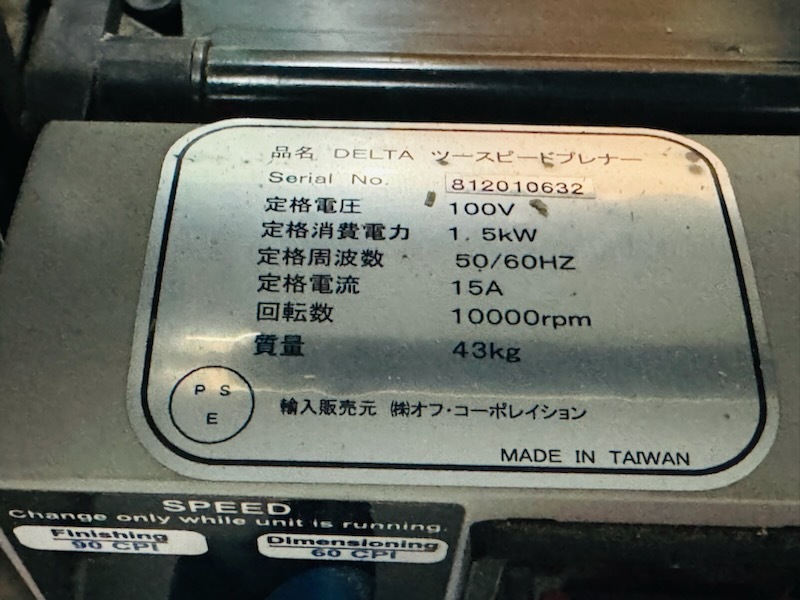 品名 DELTA ツースピードプレナー
Serial No. 812010632
定格電圧 100V
定格消費電力 1.5kW
定格周波数 50/60HZ
定格電流 15A
回転数 10000rpm
質量 43kg
P S
E
輸入販売元 ㈱オフ・コーポレイション
MADE IN TAIWAN
SPEED
Change only while unit is running.
Finishing Dimensioning
90 CPI 60 CPI